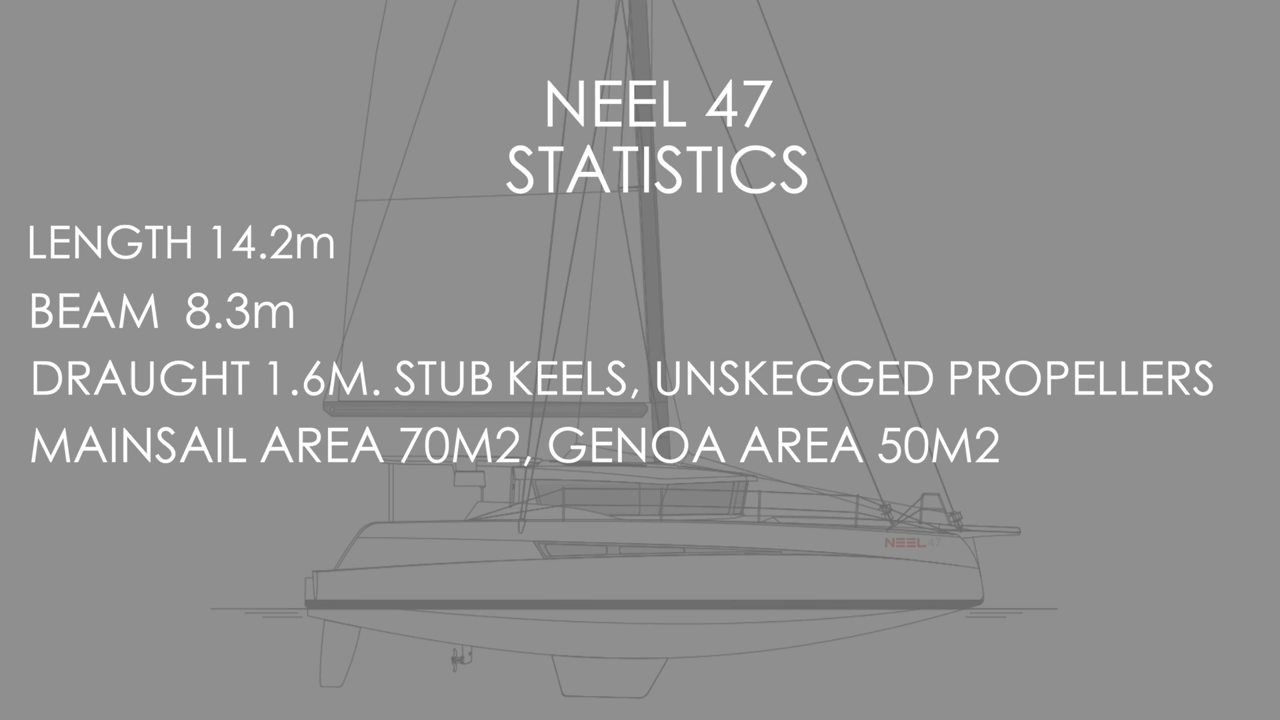 NEEL 47
STATISTICS
LENGTH 14.2m
BEAM 8.3m
DRAUGHT 1.6M. STUB KEELS, UNSKEGGED PROPELLERS
MAINSAIL AREA 70M2, GENOA AREA 50M2
NEEL 47